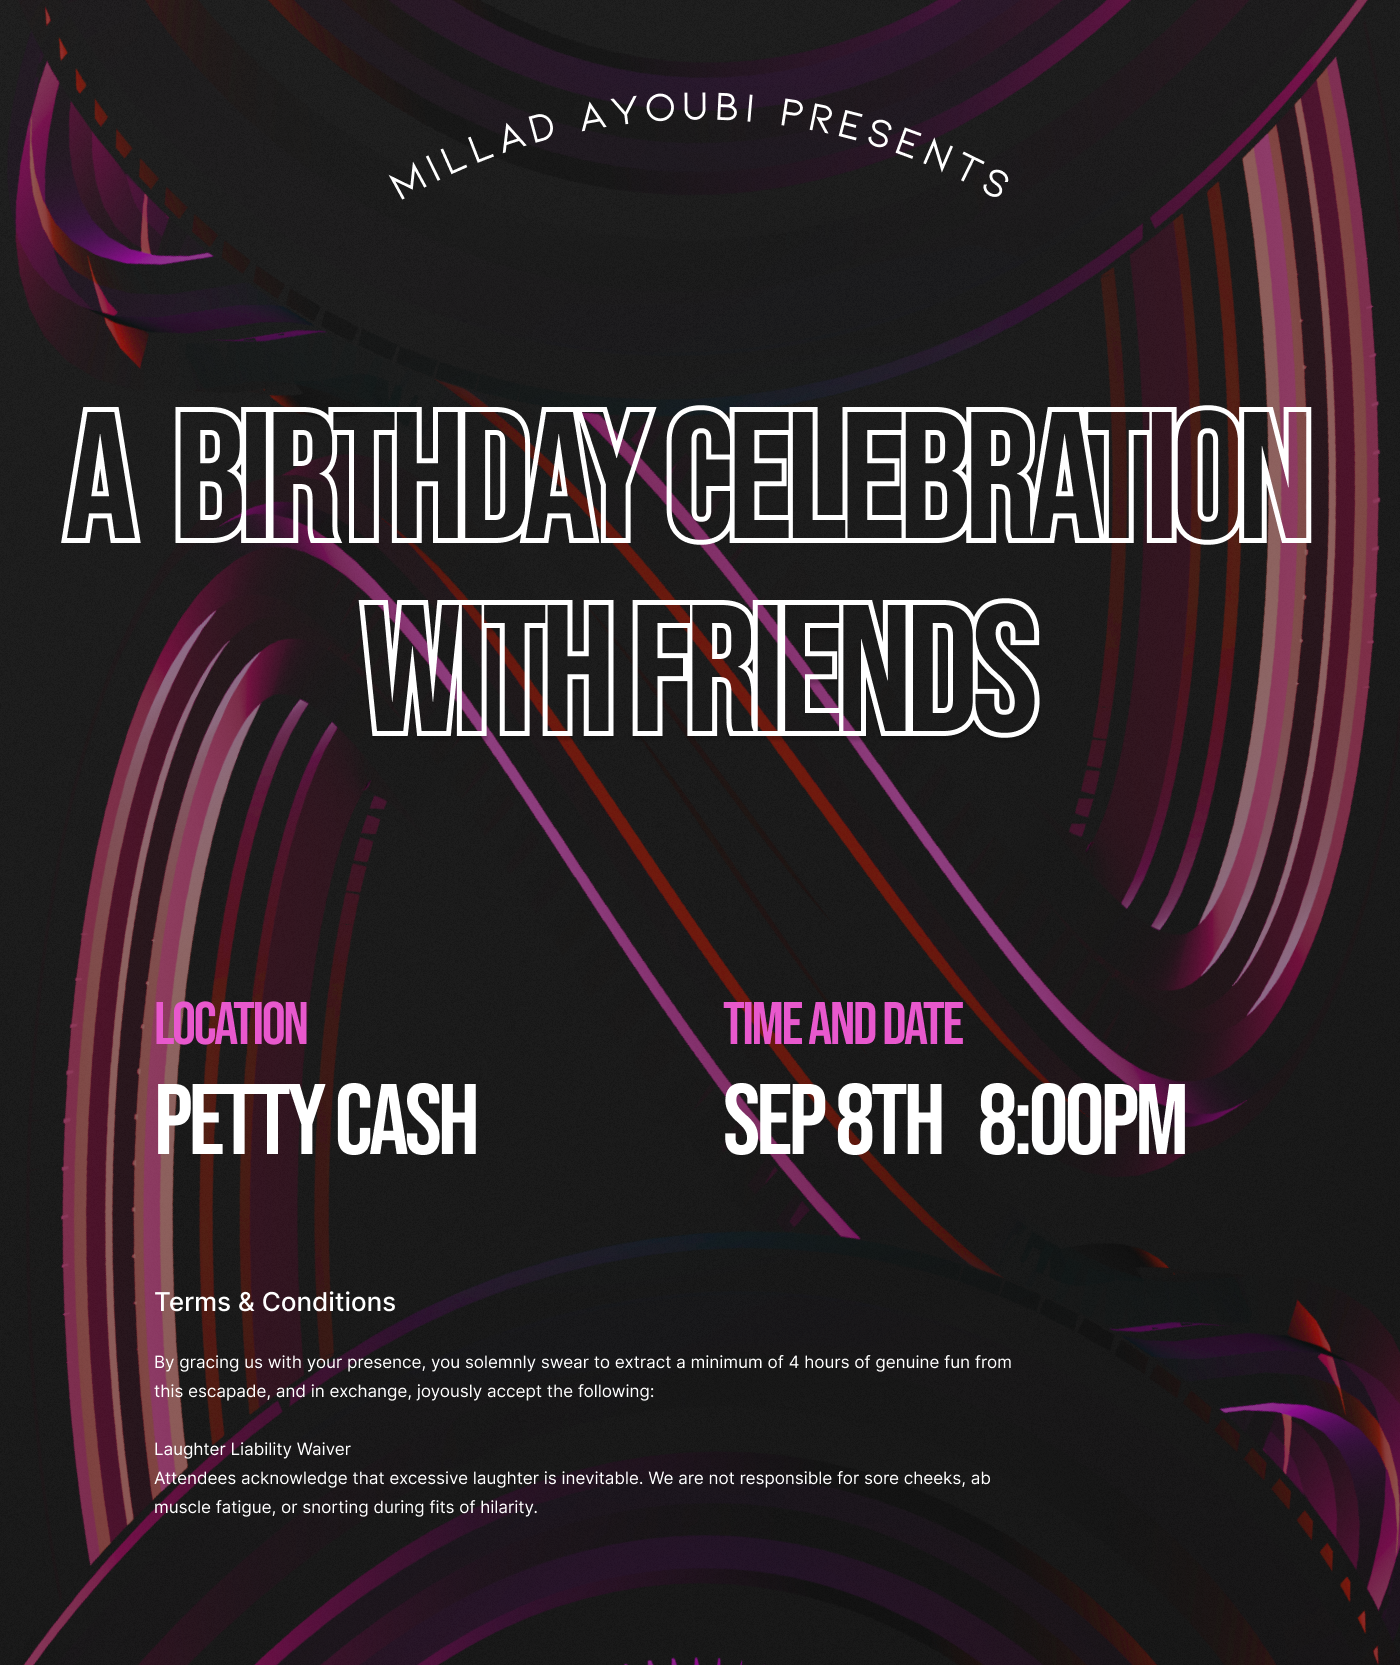 MILLAD AYOUBI PRESENTS
A BIRTHDAY CELEBRATION
WITH FRIENDS
LOCATION
PETTY CASH
TIME AND DATE
SEP 8TH 8:00PM
Terms & Conditions
By gracing us with your presence, you solemnly swear to extract a minimum of 4 hours of genuine fun from
this escapade, and in exchange, joyously accept the following:
Laughter Liability Waiver
Attendees acknowledge that excessive laughter is inevitable. We are not responsible for sore cheeks, ab
muscle fatigue, or snorting during fits of hilarity.